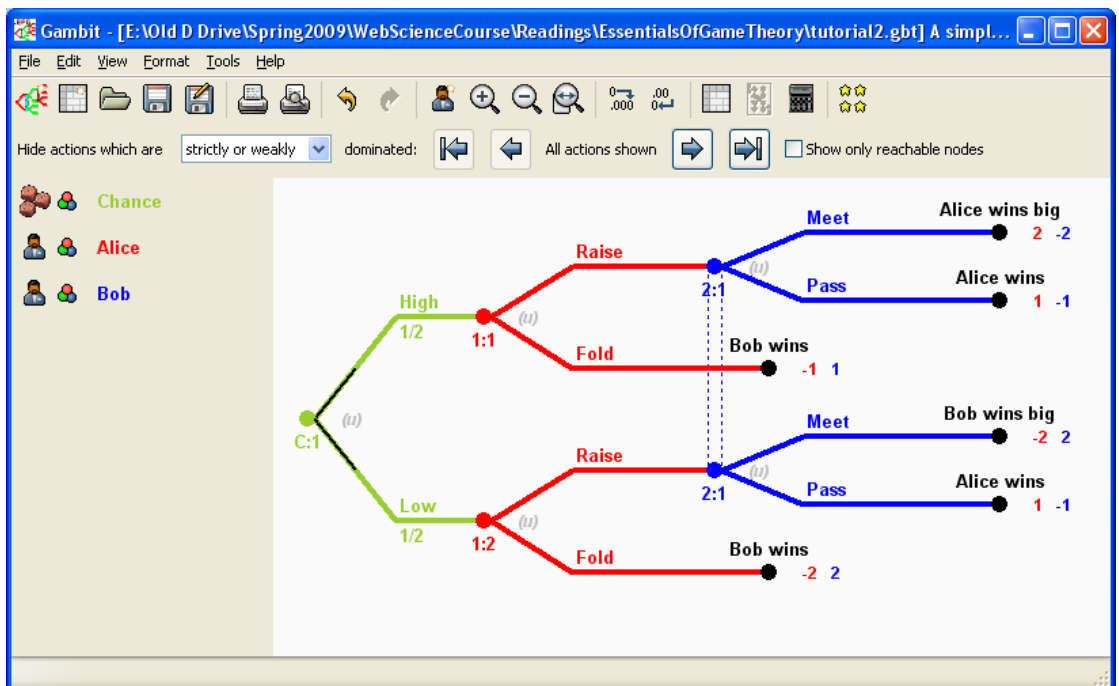 Gambit - [E:\Old D Drive\Spring2009\WebScienceCourse\Readings\EssentialsOfGameTheory\tutorial2.gbt] A simpl...
File Edit View Format Tools Help
0 .000 .00 0
Hide actions which are strictly or weakly dominated: All actions shown Show only reachable nodes
Chance
Alice
Bob
Alice wins big
Meet
2 -2
Raise
(u)
2:1
Alice wins
Pass
1 -1
High
1/2
1:1
(u)
Bob wins
Fold
-1 1
C:1
(u)
Bob wins big
Meet
-2 2
Raise
(u)
2:1
Alice wins
Pass
1 -1
Low
1/2
1:2
(u)
Bob wins
Fold
-2 2